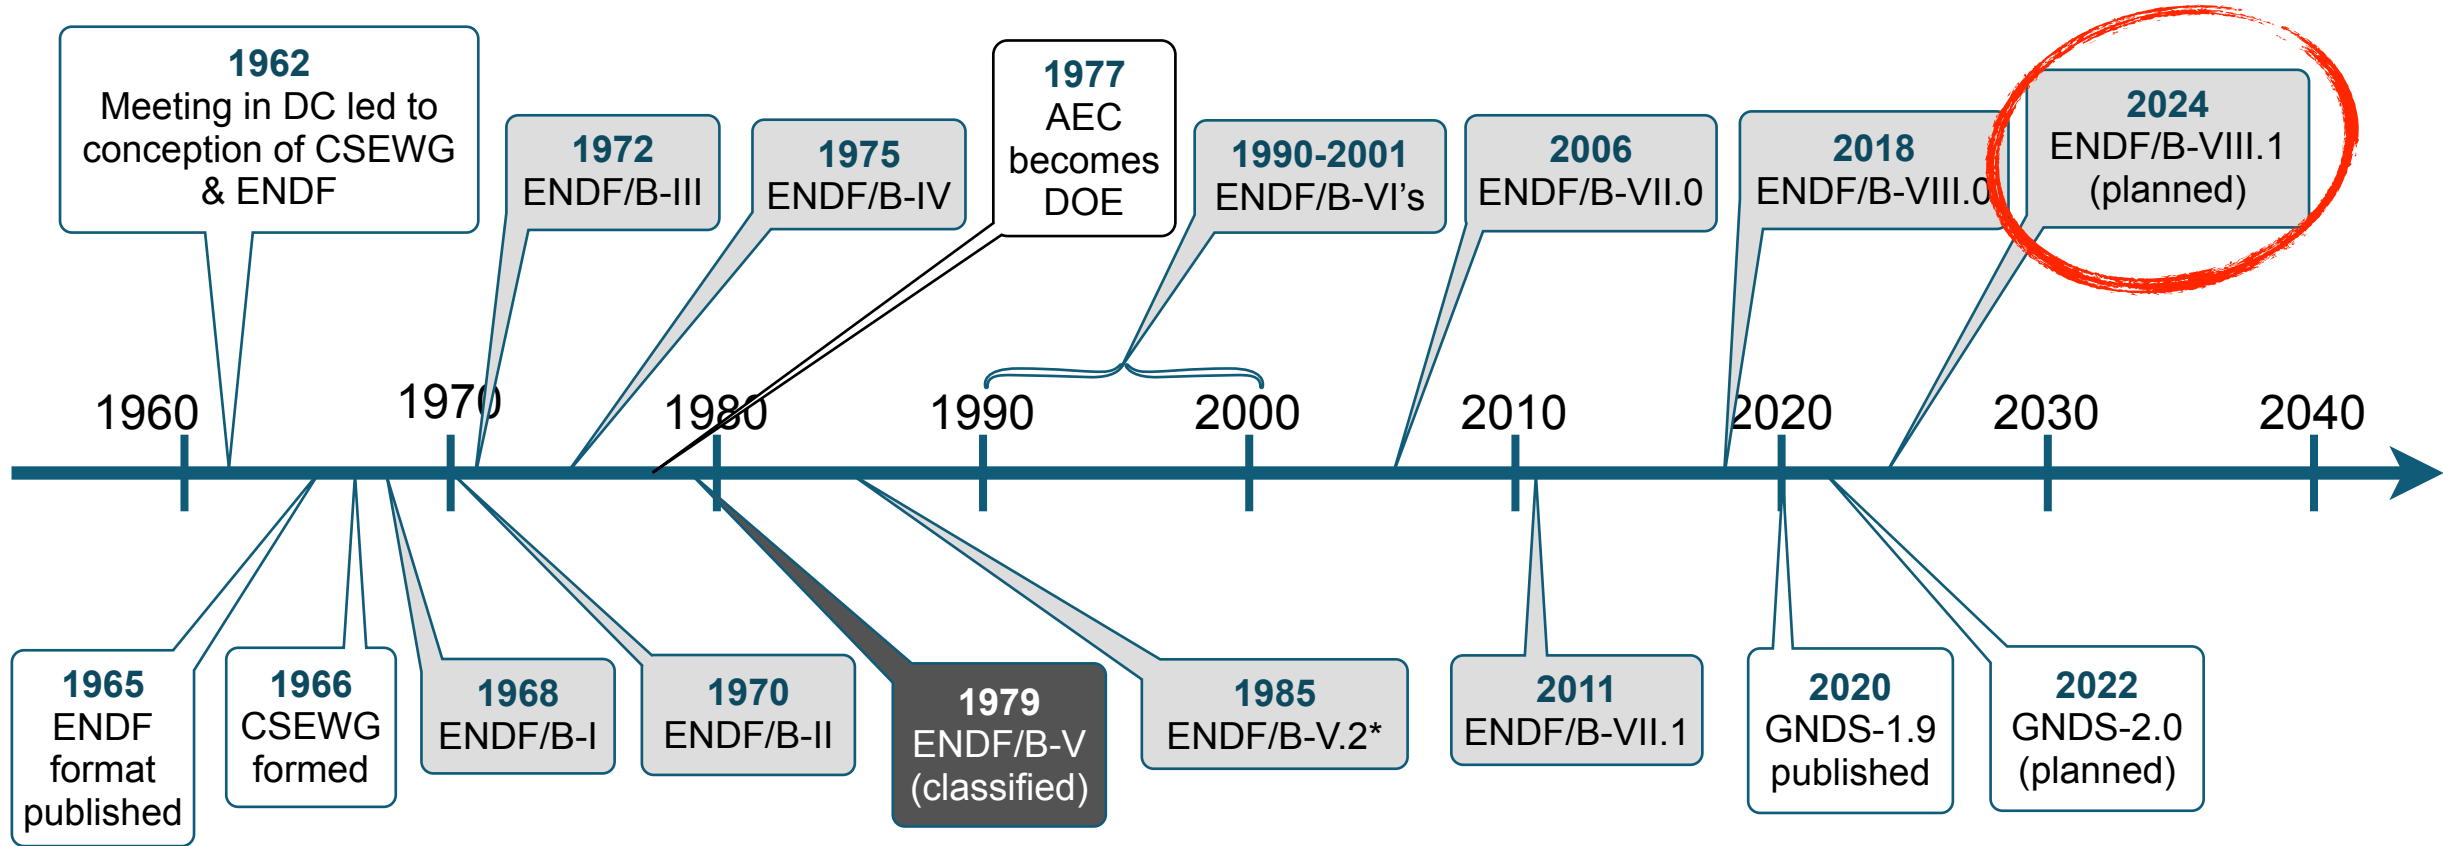 1962
Meeting in DC led to
conception of CSEWG
& ENDF
1972
ENDF/B-III
1975
ENDF/B-IV
1977
AEC
becomes
DOE
1990-2001
ENDF/B-VI’s
2006
ENDF/B-VII.0
2018
ENDF/B-VIII.0
2024
ENDF/B-VIII.1
(planned)
1960
1970
1980
1990
2000
2010
2020
2030
2040
1965
ENDF
format
published
1966
CSEWG
formed
1968
ENDF/B-I
1970
ENDF/B-II
1979
ENDF/B-V
(classified)
1985
ENDF/B-V.2*
2011
ENDF/B-VII.1
2020
GNDS-1.9
published
2022
GNDS-2.0
(planned)